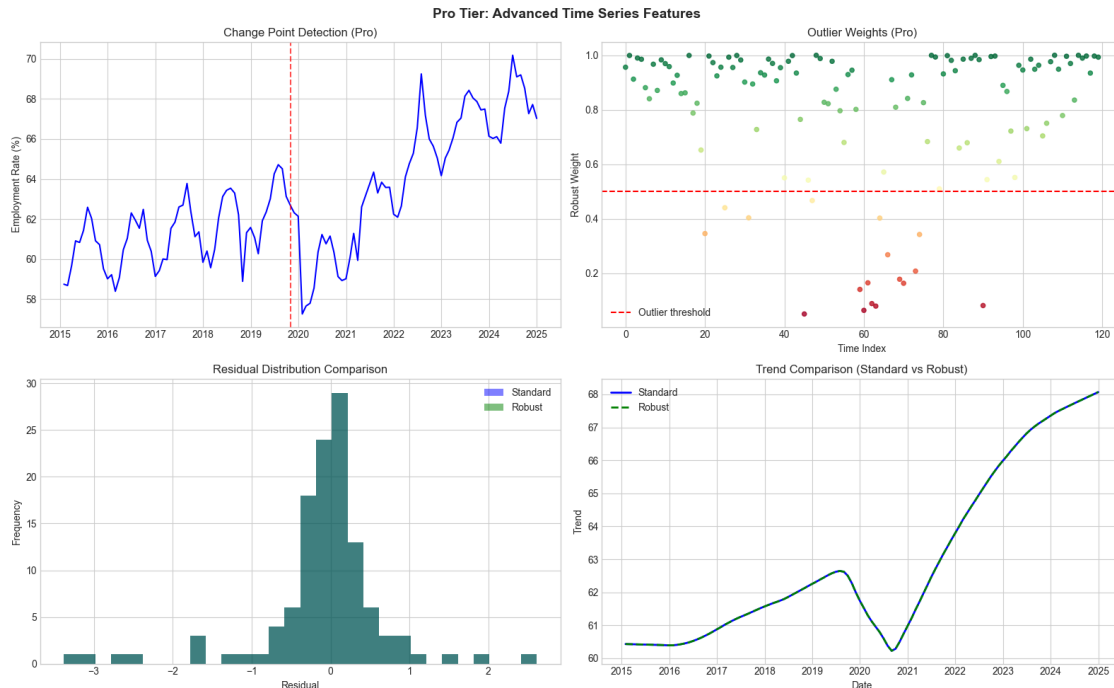 Pro Tier: Advanced Time Series Features
Change Point Detection (Pro)
Employment Rate (%)
70
68
66
64
62
60
58
2015 2016 2017 2018 2019 2020 2021 2022 2023 2024 2025
Outlier Weights (Pro)
Robust Weight
1.0
0.8
0.6
0.4
0.2
Outlier threshold
0 20 40 60 80 100 120
Time Index
Residual Distribution Comparison
Frequency
30
25
20
15
10
5
0
Standard
Robust
−3 −2 −1 0 1 2
Residual
Trend Comparison (Standard vs Robust)
Trend
68
67
66
65
64
63
62
61
60
Standard
Robust
2015 2016 2017 2018 2019 2020 2021 2022 2023 2024 2025
Date